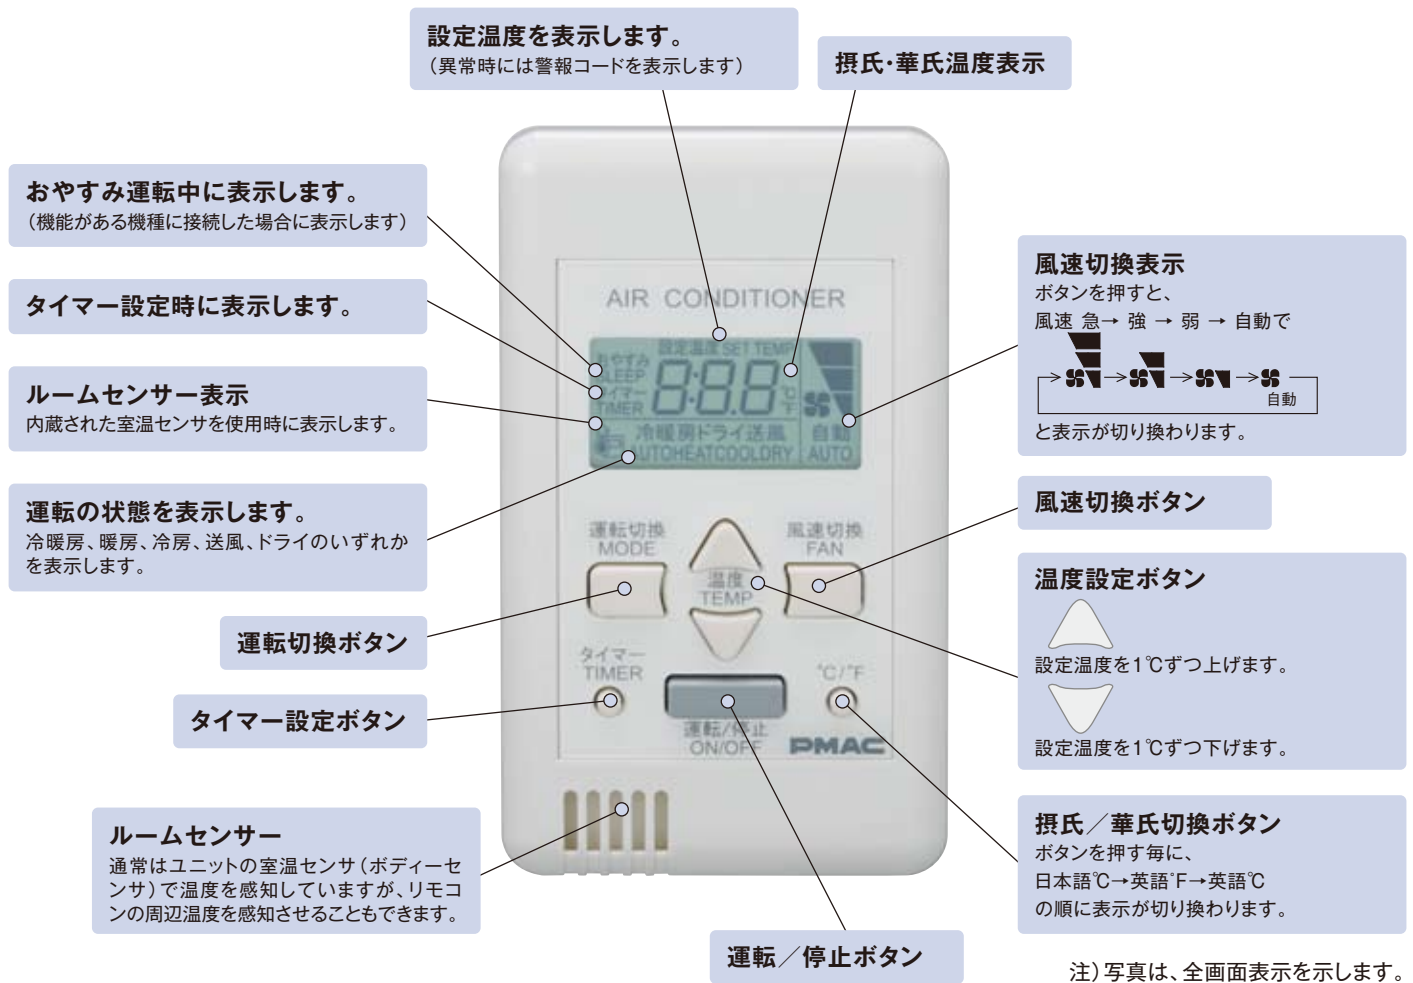 設定温度を表示します。
（異常時には警報コードを表示します）
摂氏・華氏温度表示
おやすみ運転中に表示します。
（機能がある機種に接続した場合に表示します）
タイマー設定時に表示します。
ルームセンサー表示
内蔵された室温センサを使用時に表示します。
運転の状態を表示します。
冷暖房、暖房、冷房、送風、ドライのいずれか
を表示します。
運転切換ボタン
タイマー設定ボタン
ルームセンサー
通常はユニットの室温センサ（ボディーセ
ンサ）で温度を感知していますが、リモコ
ンの周辺温度を感知させることもできます。
AIR CONDITIONER
設定温度 SET TEMP
おやすみ
SLEEP
タイマー
TIMER
8:8.8
℃
°F
冷暖房ドライ送風
AUTOHEATCOOLDRY
自動
AUTO
運転切換
MODE
温度
TEMP
風速切換
FAN
タイマー
TIMER
運転/停止
ON/OFF
℃/°F
PMAC
風速切換表示
ボタンを押すと、
風速 急→ 強 → 弱 → 自動で
自動
と表示が切り換わります。
風速切換ボタン
温度設定ボタン
設定温度を1℃ずつ上げます。
設定温度を1℃ずつ下げます。
摂氏／華氏切換ボタン
ボタンを押す毎に、
日本語℃→英語°F→英語℃
の順に表示が切り換わります。
運転／停止ボタン
注）写真は、全画面表示を示します。